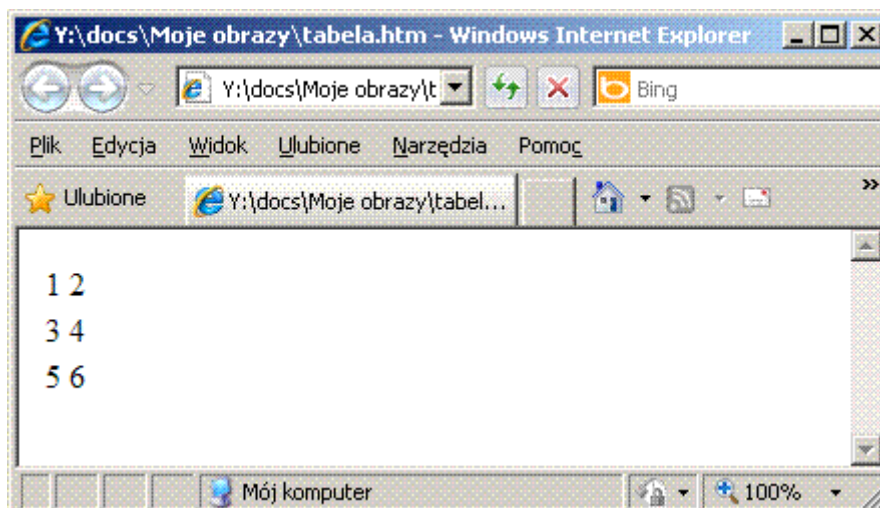 Y:\docs\Moje obrazy\tabela.htm - Windows Internet Explorer
Y:\docs\Moje obrazy\t Bing
Plik Edycja Widok Ulubione Narzędzia Pomoc
Ulubione Y:\docs\Moje obrazy\tabel... »
1 2
3 4
5 6
Mój komputer 100%